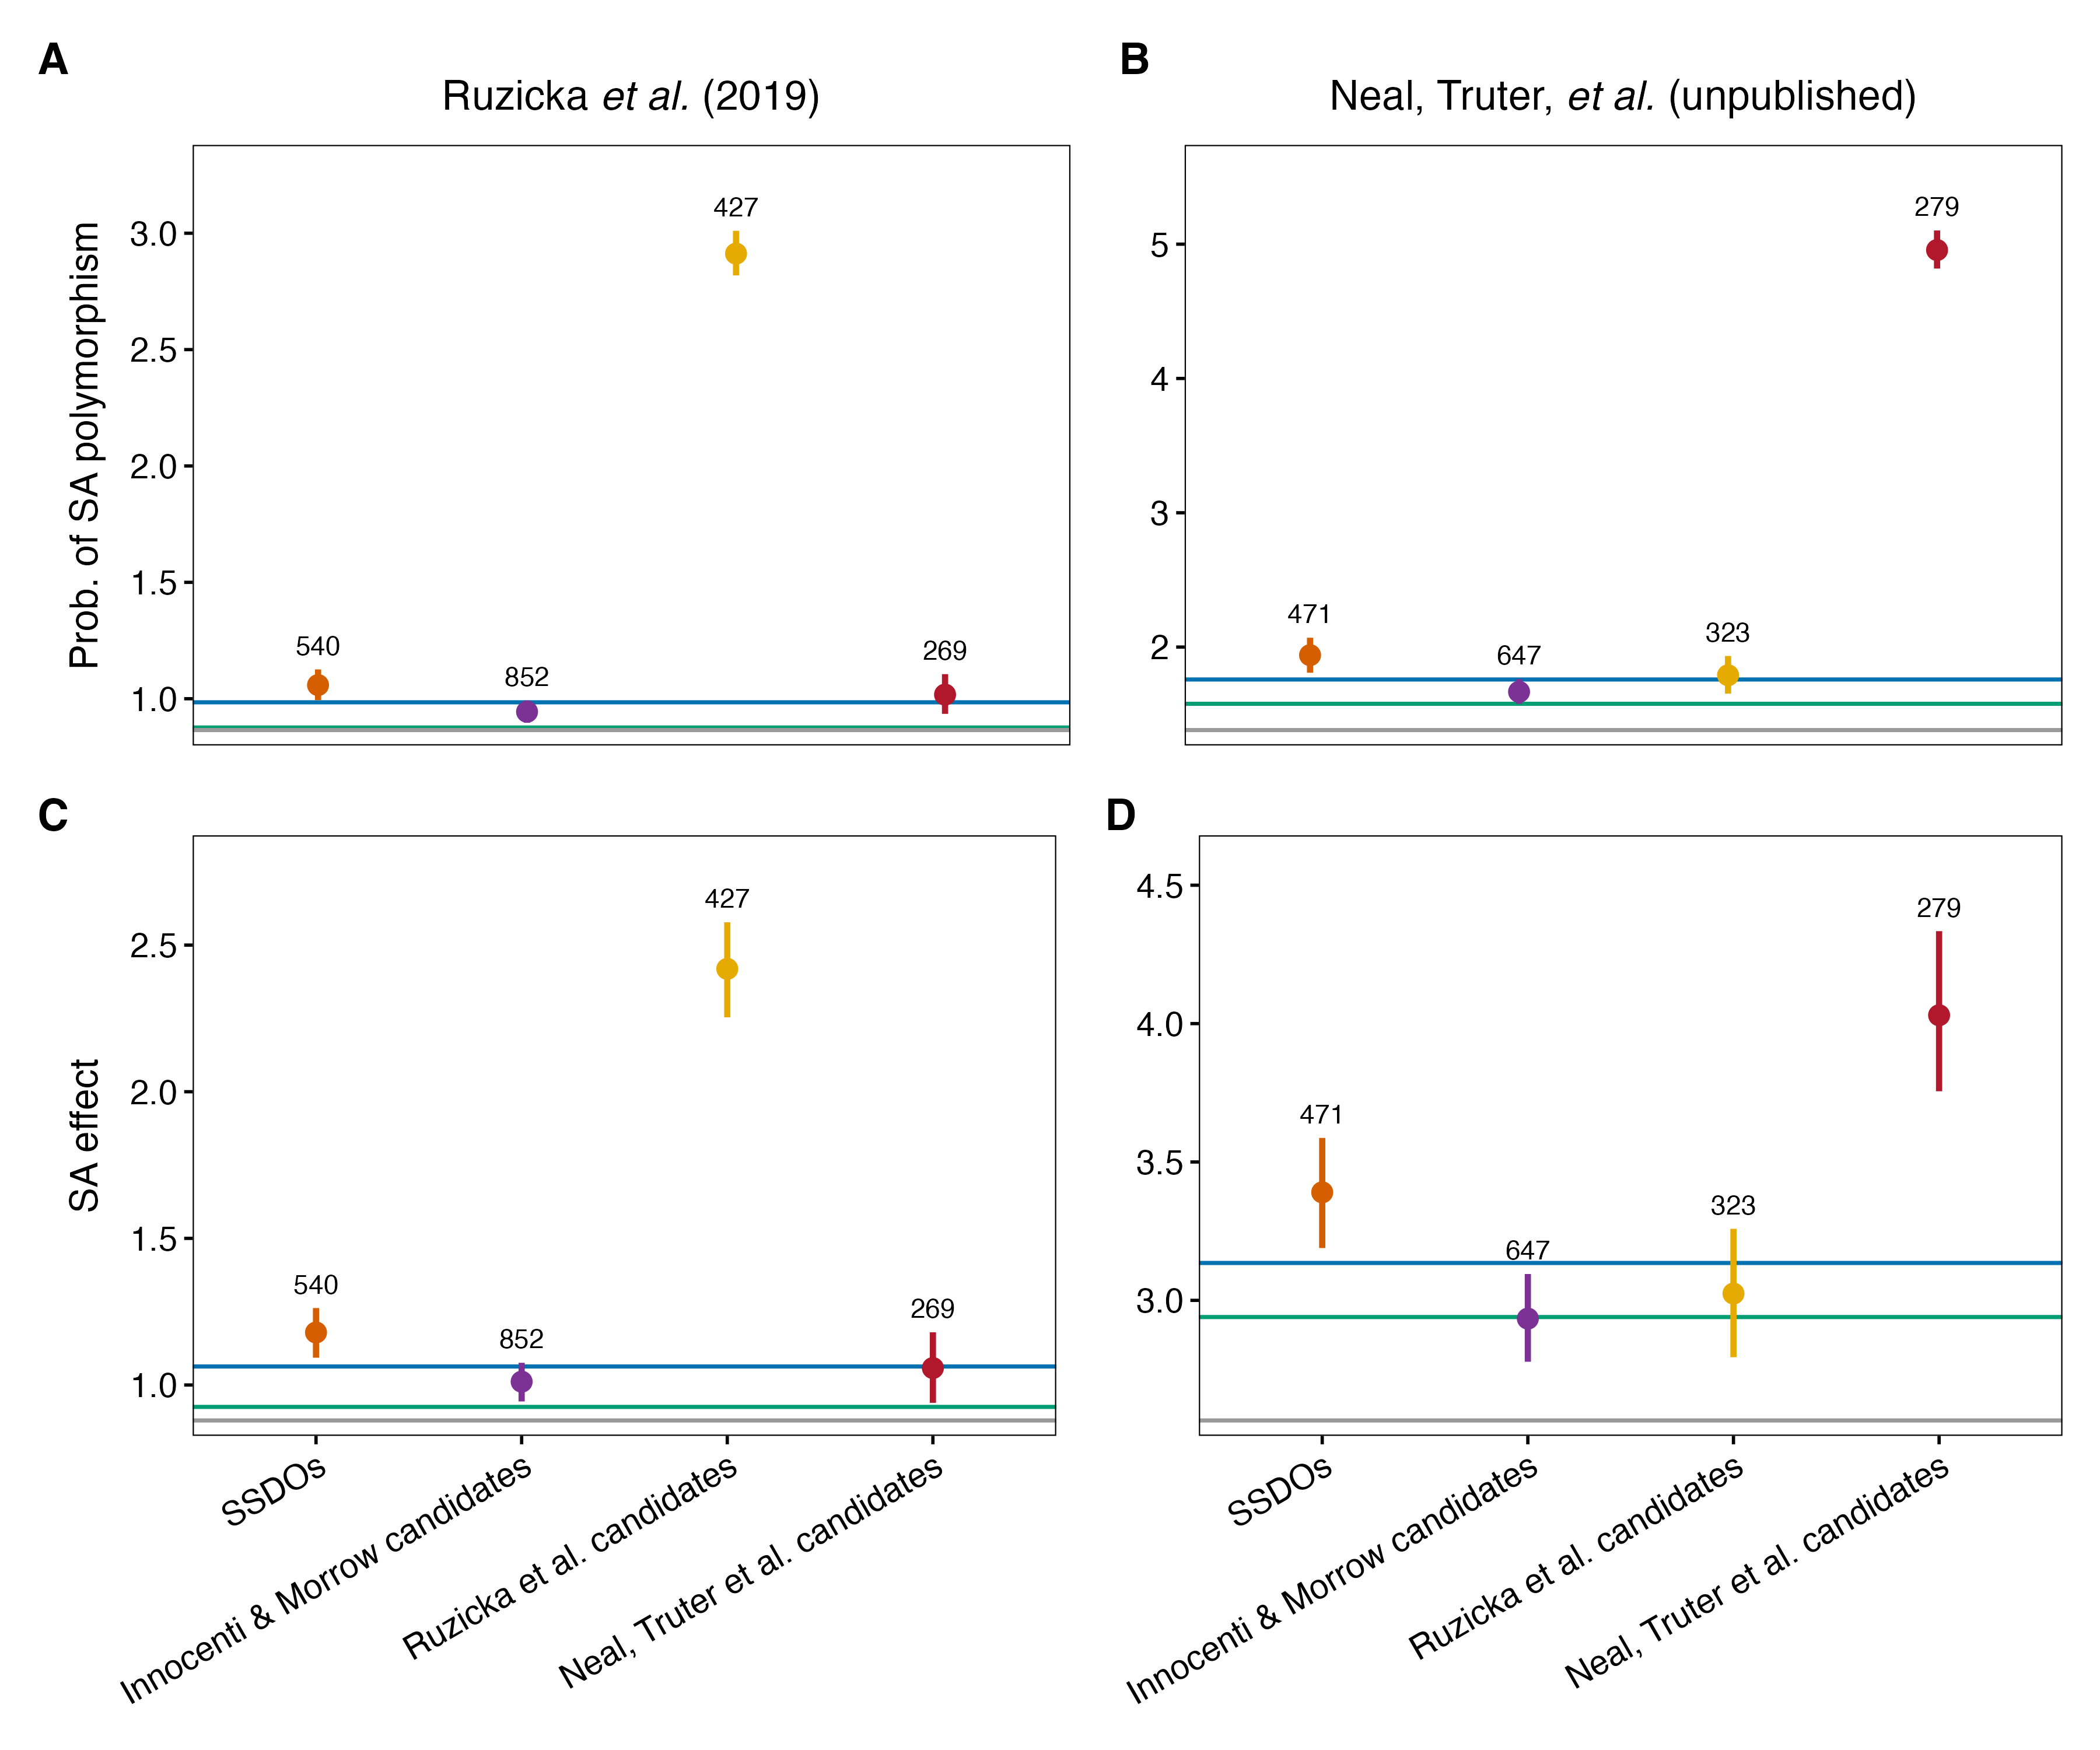 A
Ruzicka et al. (2019)
Prob. of SA polymorphism
3.0
2.5
2.0
1.5
1.0
540
852
427
269
B
Neal, Truter, et al. (unpublished)
5
4
3
2
471
647
323
279
C
SA effect
2.5
2.0
1.5
1.0
540
852
427
269
SSDOs
Innocenti & Morrow candidates
Ruzicka et al. candidates
Neal, Truter et al. candidates
D
4.5
4.0
3.5
3.0
471
647
323
279
SSDOs
Innocenti & Morrow candidates
Ruzicka et al. candidates
Neal, Truter et al. candidates